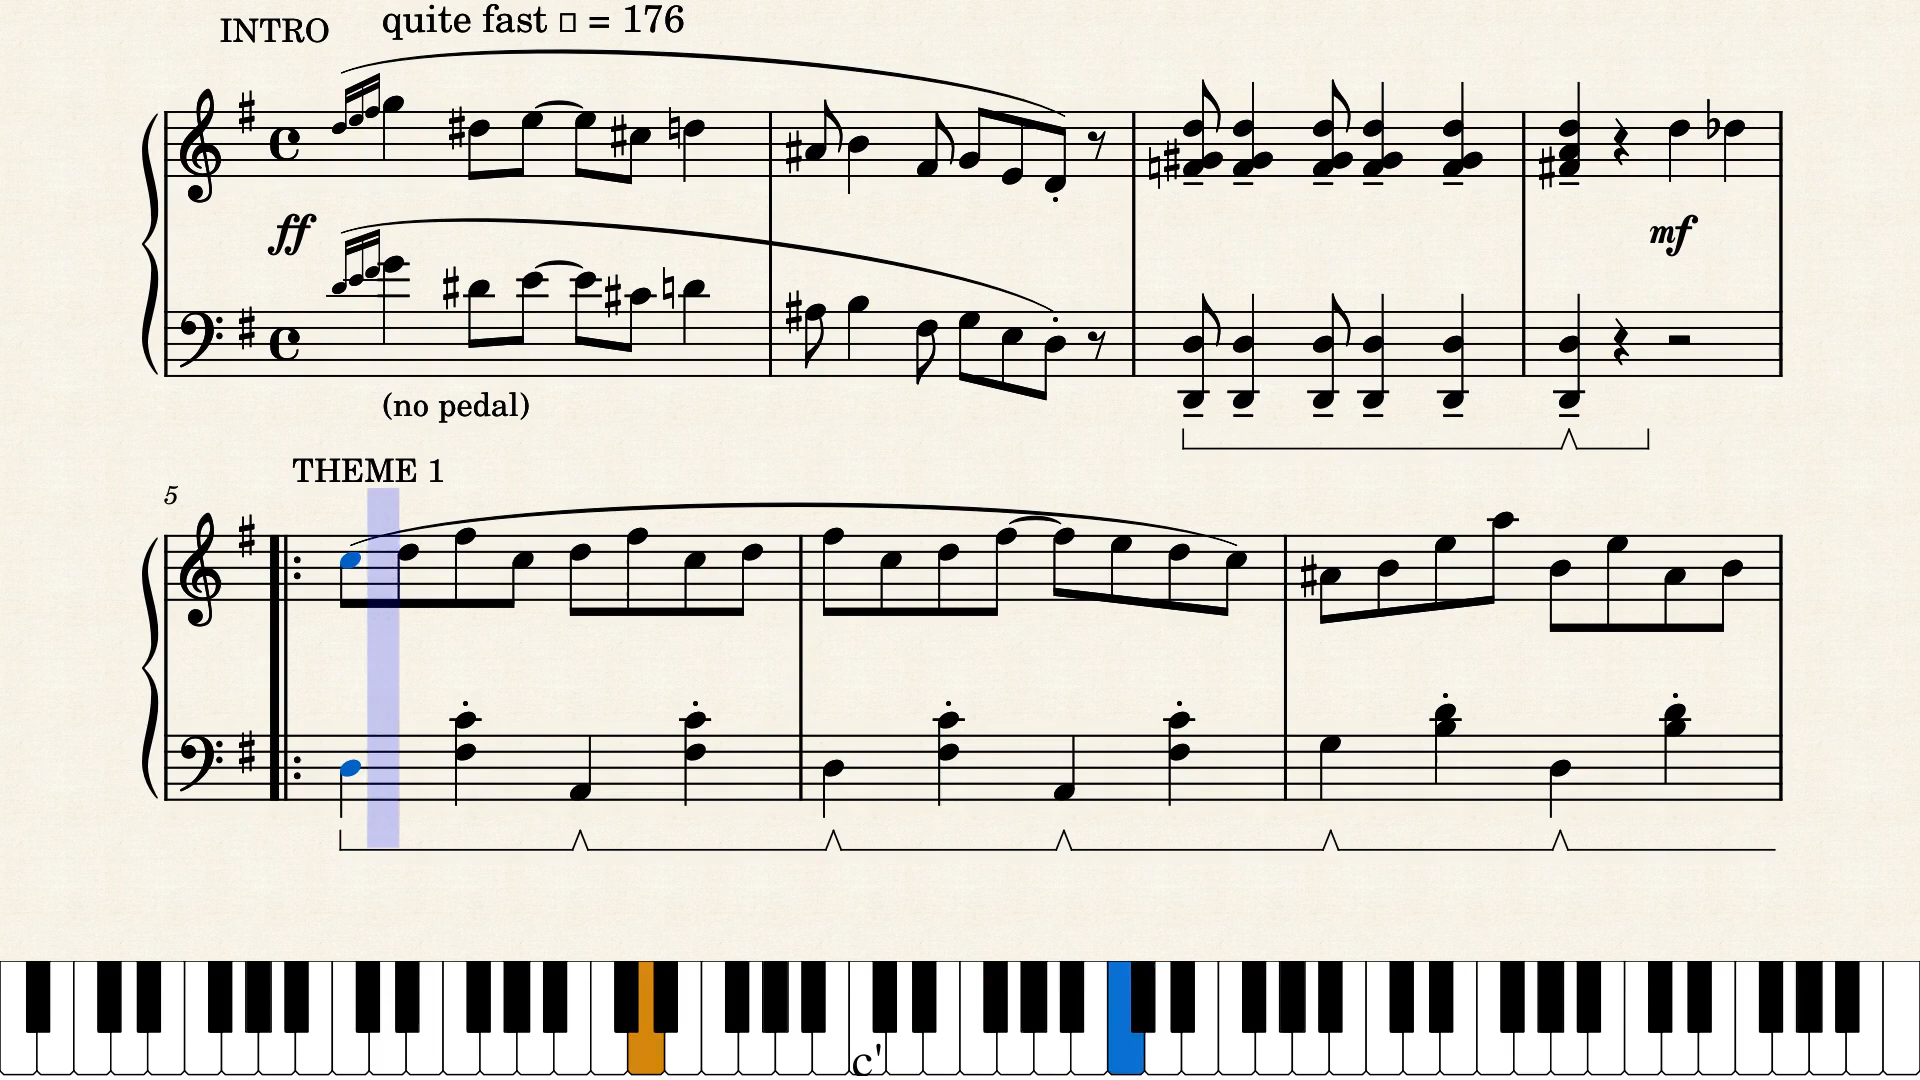 INTRO
quite fast □ = 176
ff
mf
(no pedal)
THEME 1
5
c'